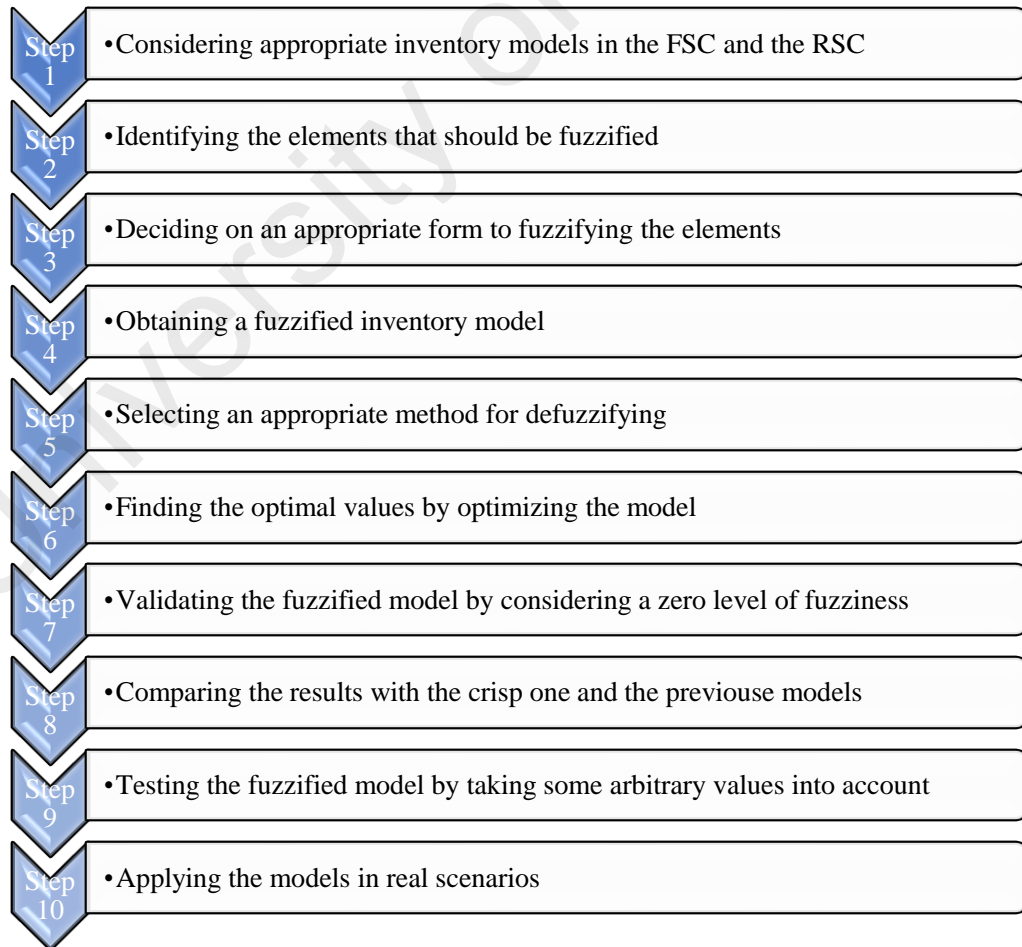 Step 1
•Considering appropriate inventory models in the FSC and the RSC
Step 2
•Identifying the elements that should be fuzzified
Step 3
•Deciding on an appropriate form to fuzzifying the elements
Step 4
•Obtaining a fuzzified inventory model
Step 5
•Selecting an appropriate method for defuzzifying
Step 6
•Finding the optimal values by optimizing the model
Step 7
•Validating the fuzzified model by considering a zero level of fuzziness
Step 8
•Comparing the results with the crisp one and the previouse models
Step 9
•Testing the fuzzified model by taking some arbitrary values into account
Step 10
•Applying the models in real scenarios
University